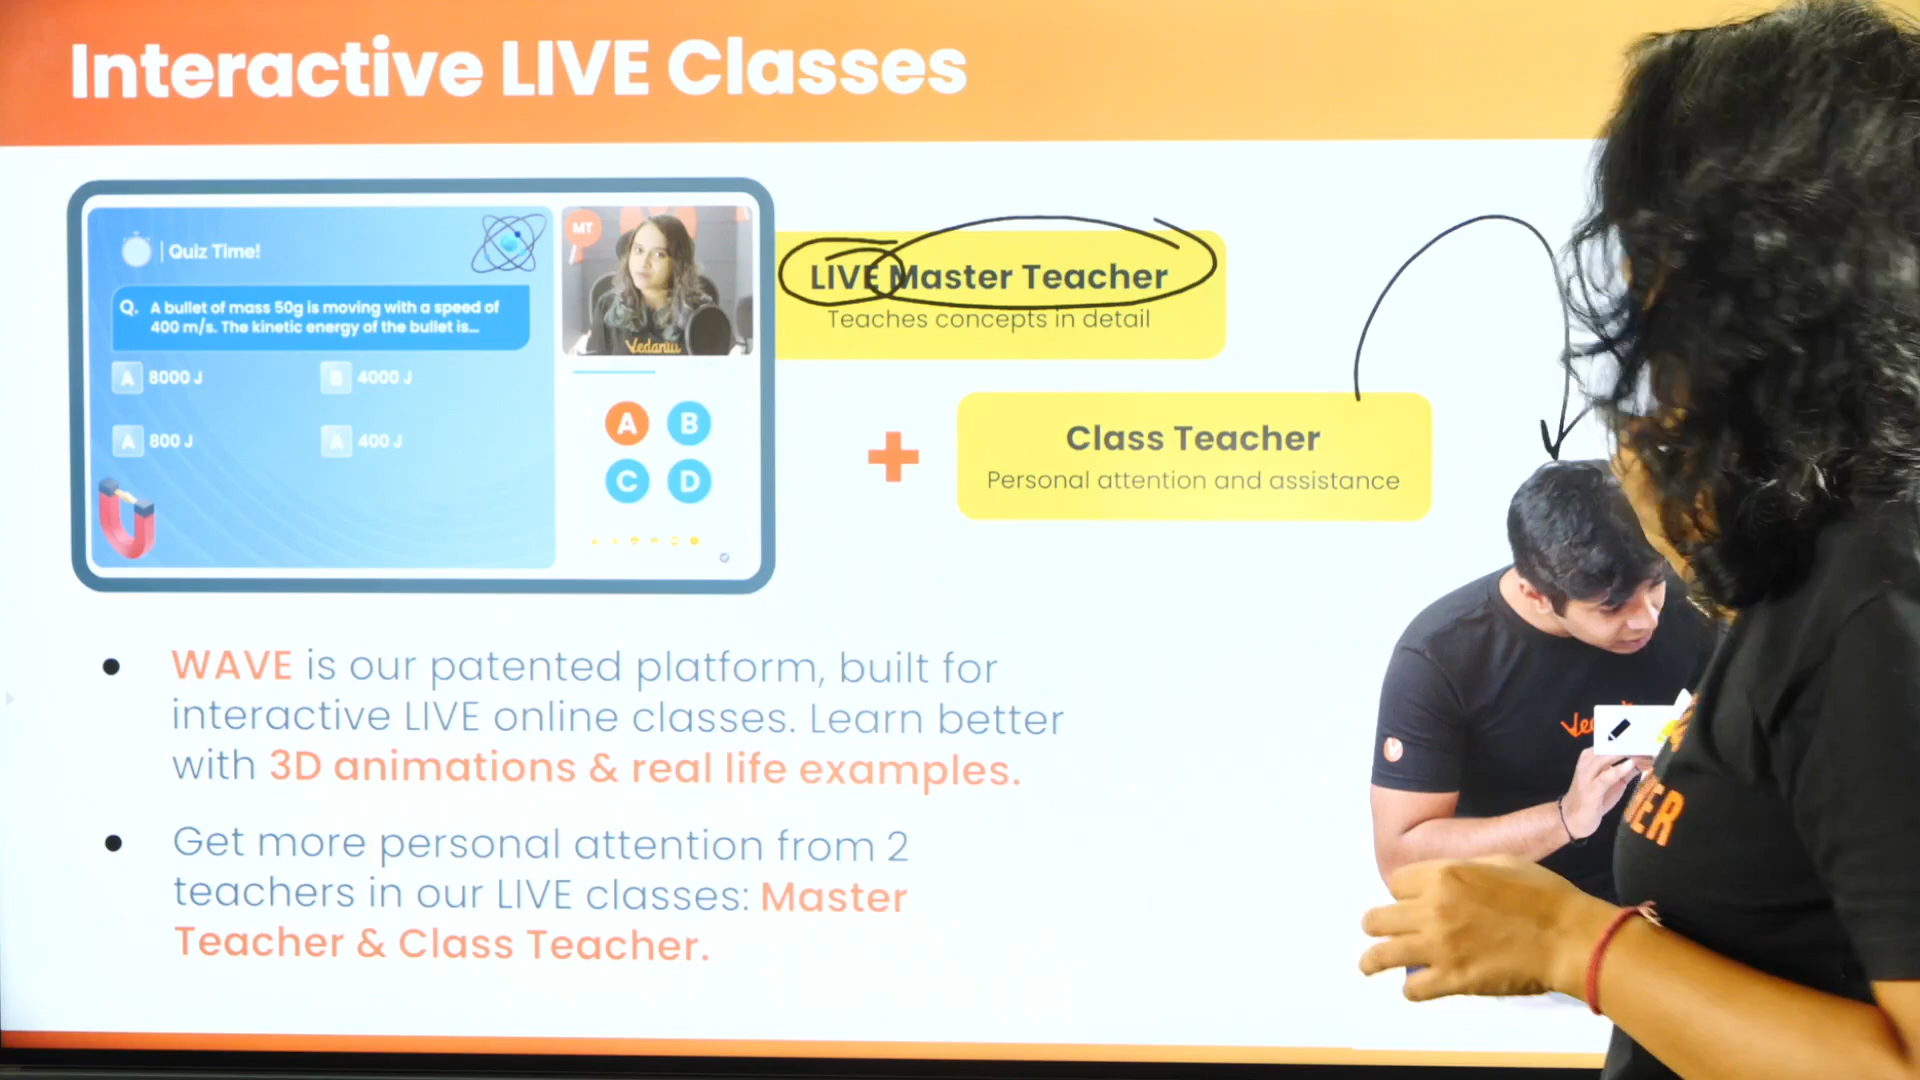 Interactive LIVE Classes
Quiz Time!
Q. A bullet of mass 50g is moving with a speed of
400 m/s. The kinetic energy of the bullet is...
A 8000 J
B 4000 J
A 800 J
A 400 J
MT
Vedantu
A B
C D
LIVE Master Teacher
Teaches concepts in detail
Class Teacher
Personal attention and assistance
WAVE is our patented platform, built for
interactive LIVE online classes. Learn better
with 3D animations & real life examples.
Get more personal attention from 2
teachers in our LIVE classes: Master
Teacher & Class Teacher.